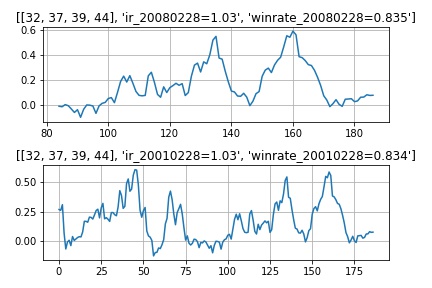 [[32, 37, 39, 44], 'ir_20080228=1.03', 'winrate_20080228=0.835']
0.6
0.4
0.2
0.0
80 100 120 140 160 180
[[32, 37, 39, 44], 'ir_20010228=1.03', 'winrate_20010228=0.834']
0.50
0.25
0.00
0 25 50 75 100 125 150 175